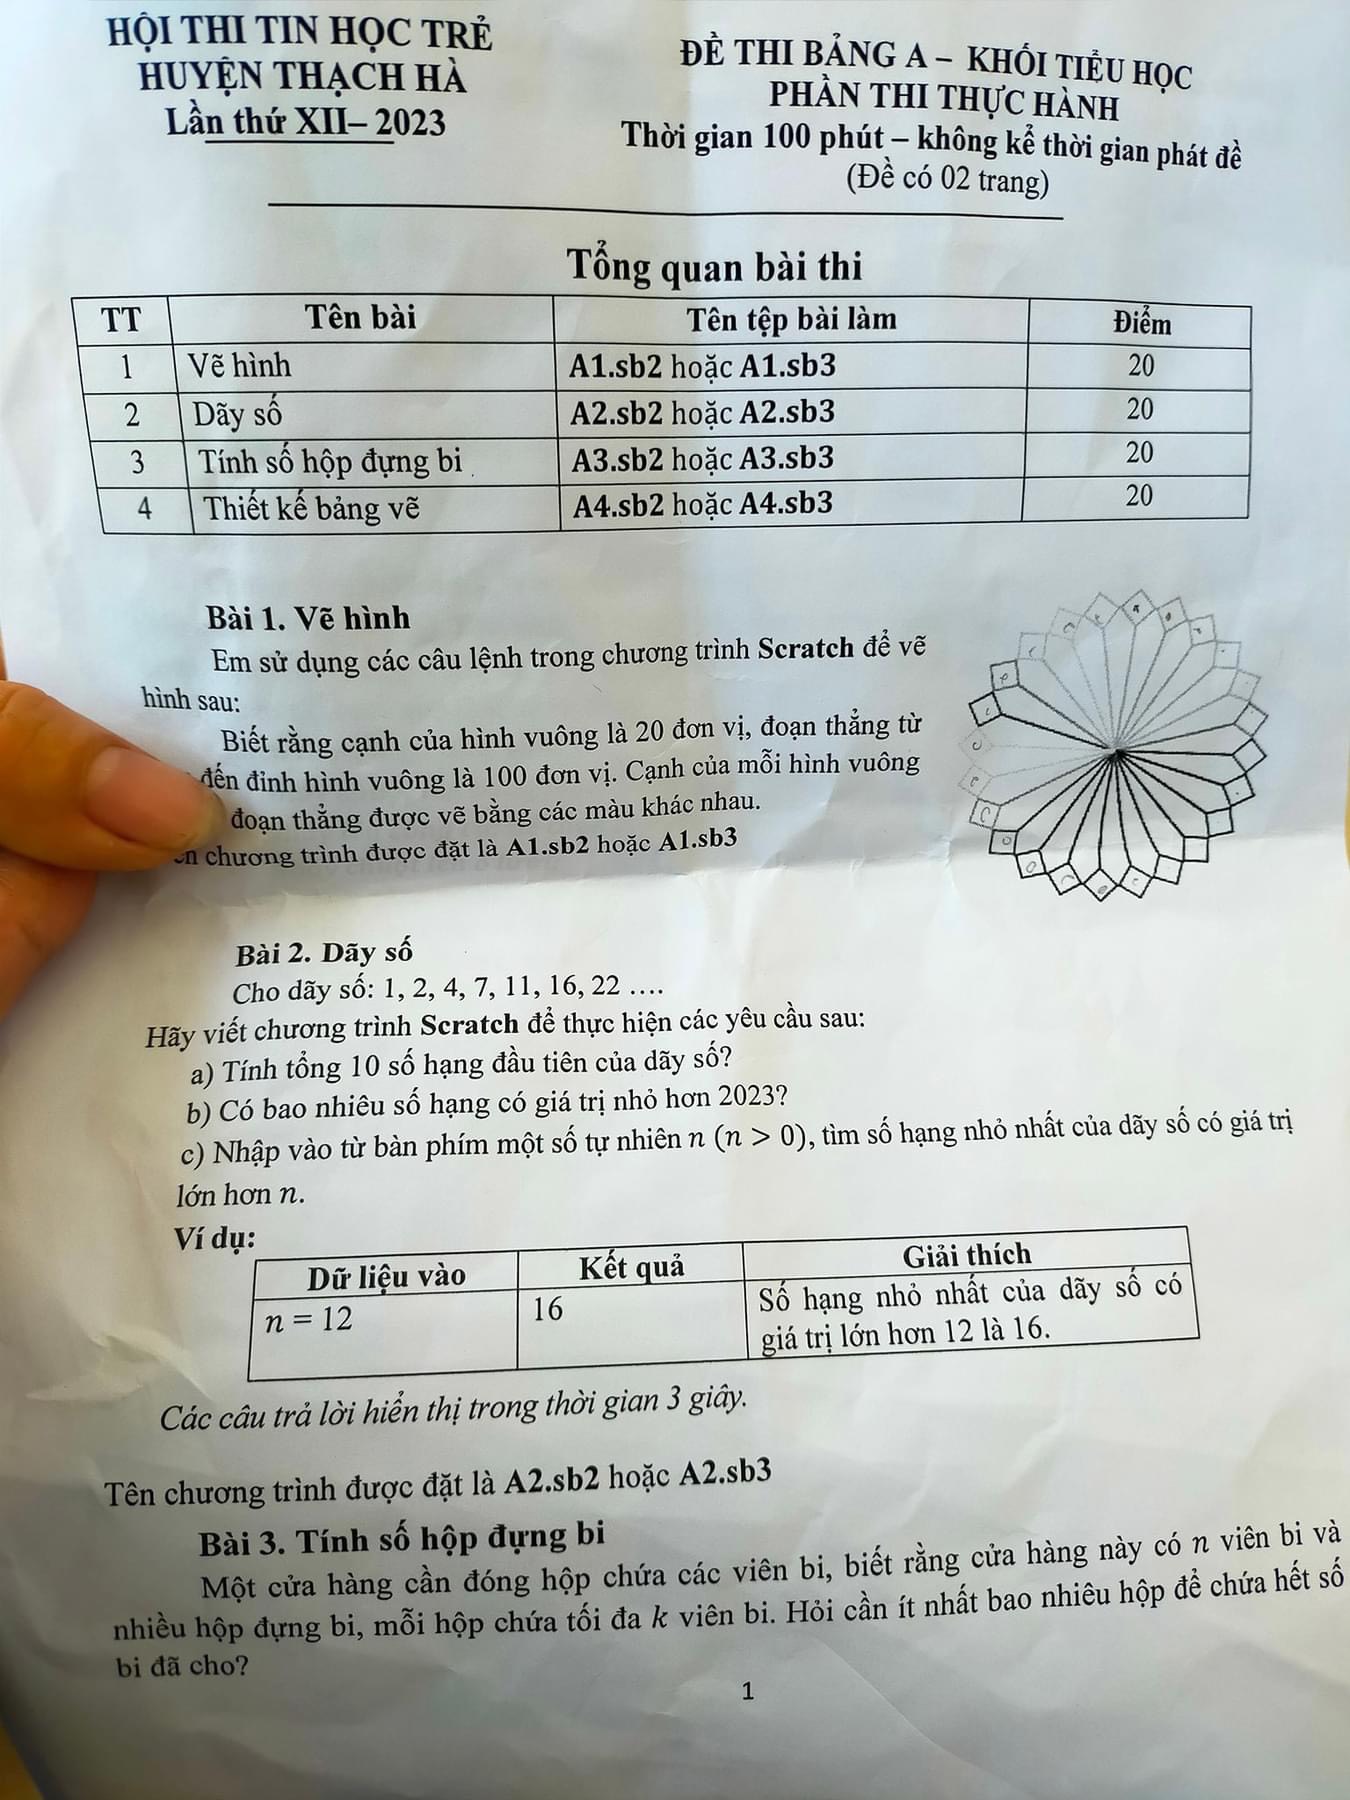 HỘI THI TIN HỌC TRẺ
HUYỆN THẠCH HÀ
Lần thứ XII– 2023
ĐỀ THI BẢNG A – KHỐI TIỂU HỌC
PHẦN THI THỰC HÀNH
Thời gian 100 phút – không kể thời gian phát đề
(Đề có 02 trang)
Tổng quan bài thi
TT Tên bài Tên tệp bài làm Điểm
1 Vẽ hình A1.sb2 hoặc A1.sb3 20
2 Dãy số A2.sb2 hoặc A2.sb3 20
3 Tính số hộp đựng bi A3.sb2 hoặc A3.sb3 20
4 Thiết kế bảng vẽ A4.sb2 hoặc A4.sb3 20
Bài 1. Vẽ hình
Em sử dụng các câu lệnh trong chương trình Scratch để vẽ
hình sau:
Biết rằng cạnh của hình vuông là 20 đơn vị, đoạn thẳng từ
đến đỉnh hình vuông là 100 đơn vị. Cạnh của mỗi hình vuông
đoạn thẳng được vẽ bằng các màu khác nhau.
chương trình được đặt là A1.sb2 hoặc A1.sb3
Bài 2. Dãy số
Cho dãy số: 1, 2, 4, 7, 11, 16, 22 ....
Hãy viết chương trình Scratch để thực hiện các yêu cầu sau:
a) Tính tổng 10 số hạng đầu tiên của dãy số?
b) Có bao nhiêu số hạng có giá trị nhỏ hơn 2023?
c) Nhập vào từ bàn phím một số tự nhiên n (n > 0), tìm số hạng nhỏ nhất của dãy số có giá trị
lớn hơn n.
Ví dụ:
Dữ liệu vào Kết quả Giải thích
n = 12 16 Số hạng nhỏ nhất của dãy số có
giá trị lớn hơn 12 là 16.
Các câu trả lời hiển thị trong thời gian 3 giây.
Tên chương trình được đặt là A2.sb2 hoặc A2.sb3
Bài 3. Tính số hộp đựng bi
Một cửa hàng cần đóng hộp chứa các viên bi, biết rằng cửa hàng này có n viên bi và
nhiều hộp đựng bi, mỗi hộp chứa tối đa k viên bi. Hỏi cần ít nhất bao nhiêu hộp để chứa hết số
bi đã cho?
1